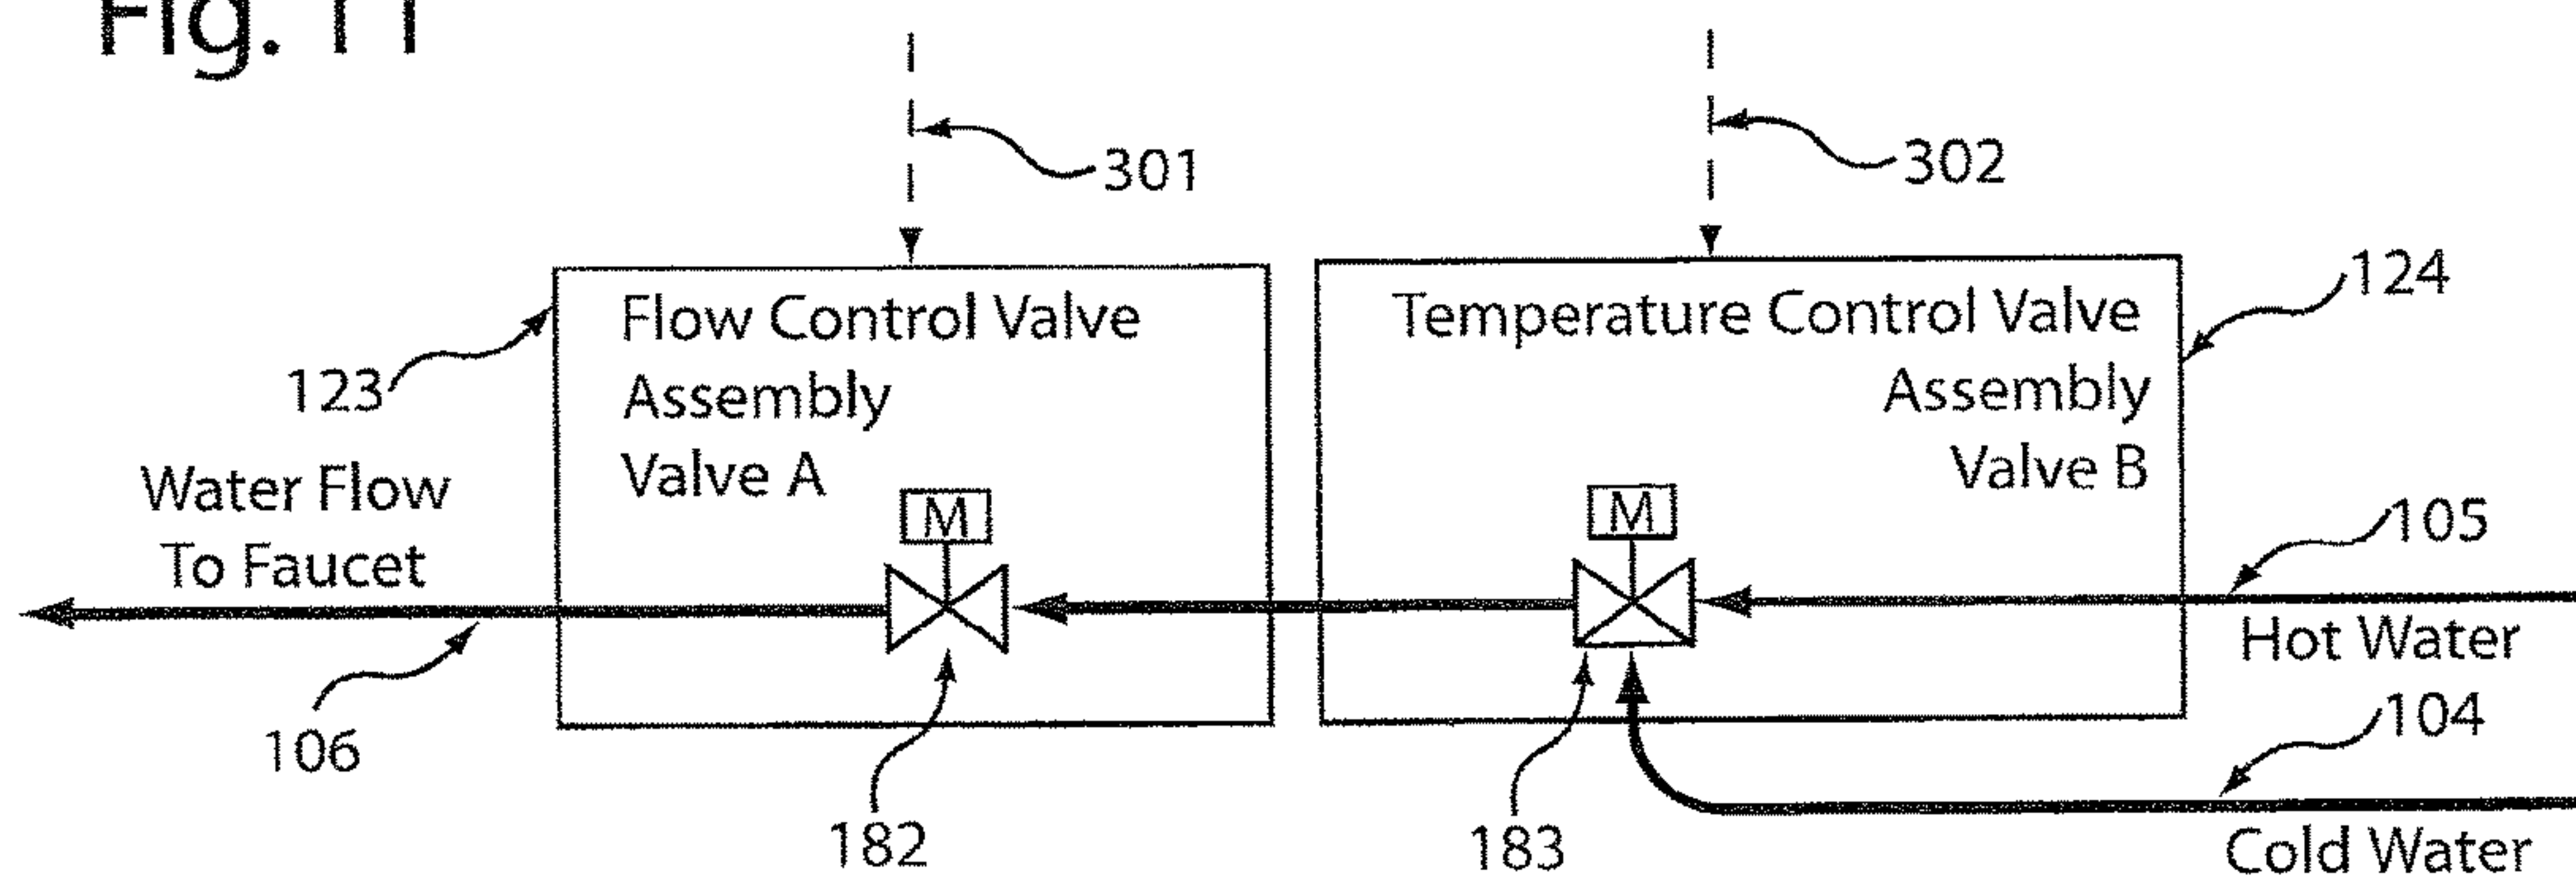 Fig. 11
301
302
124
Flow Control Valve
Assembly
Valve A
Temperature Control Valve
Assembly
Valve B
123
Water Flow
To Faucet
M
M
105
Hot Water
104
106
182
183
Cold Water